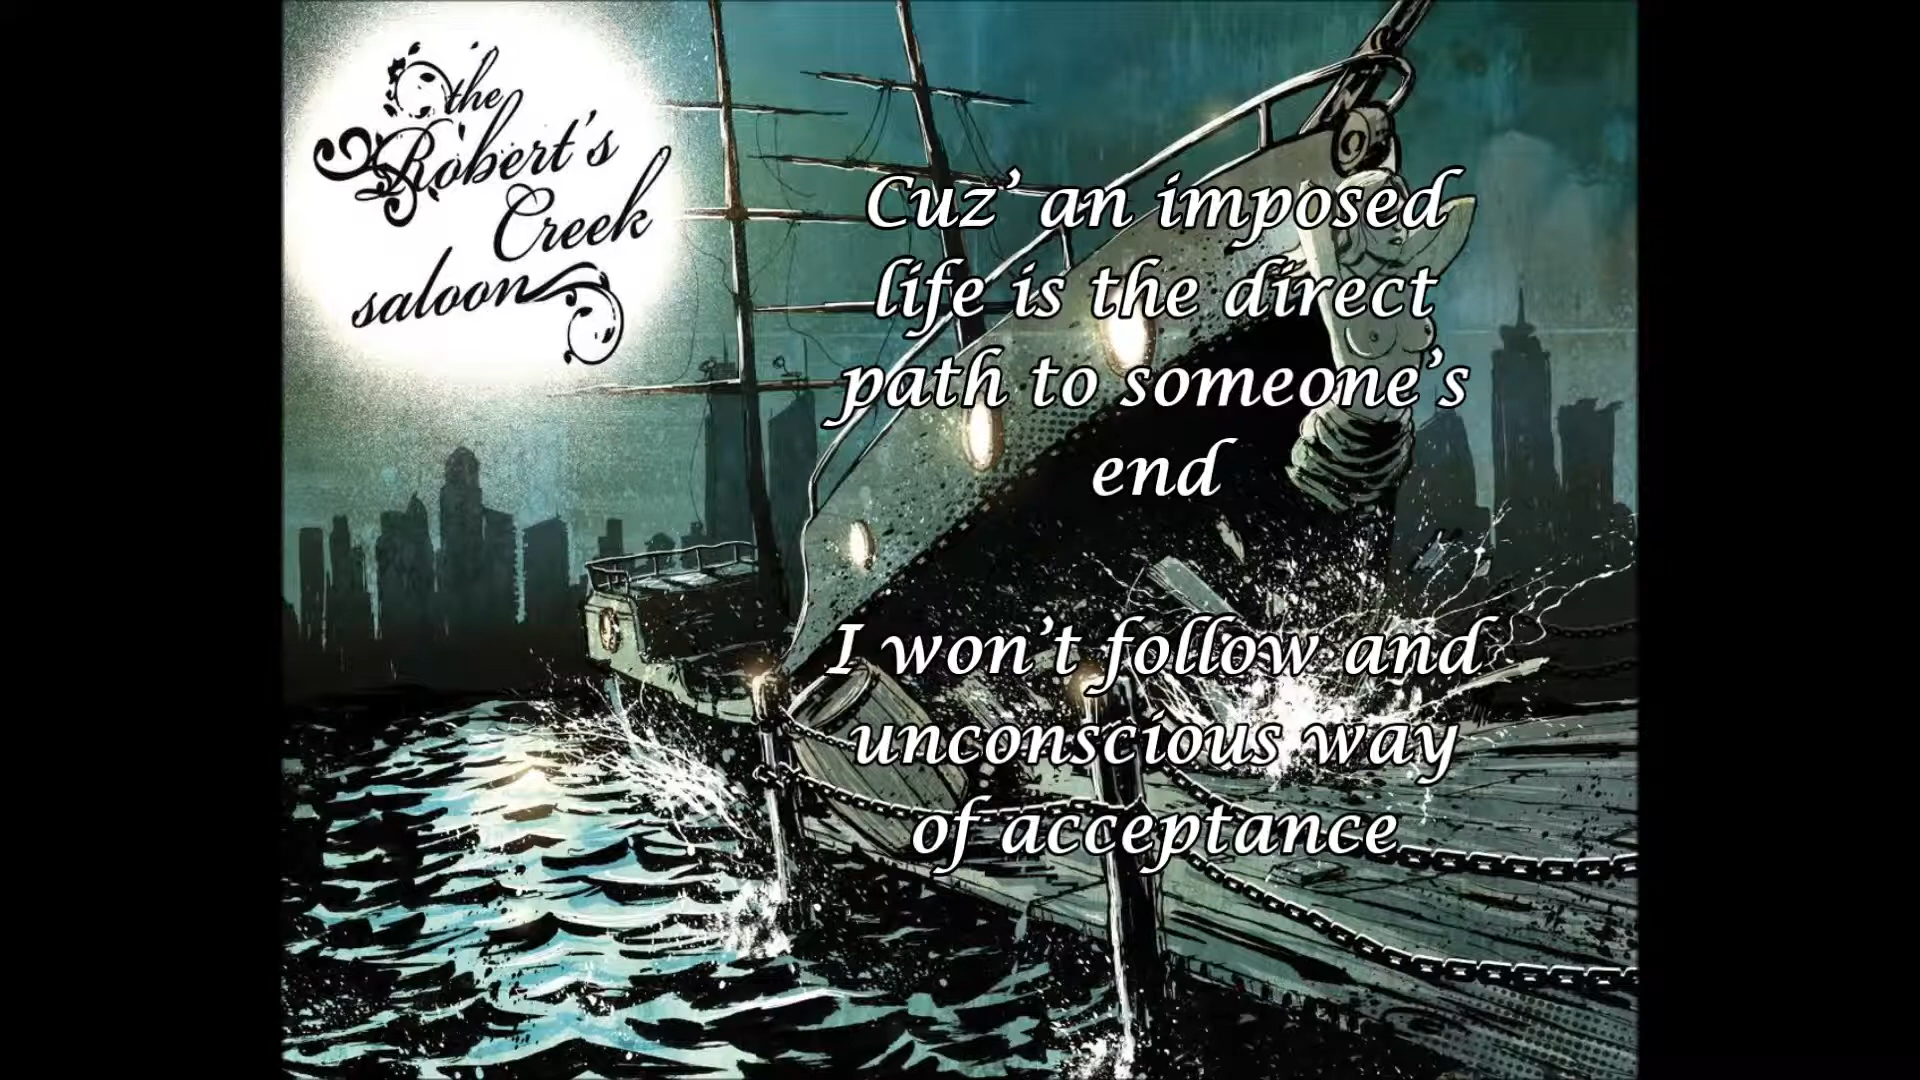 the
Robert's
Creek
saloon
Cuz' an imposed
life is the direct
path to someone's
end
I won't follow and
unconscious way
of acceptance